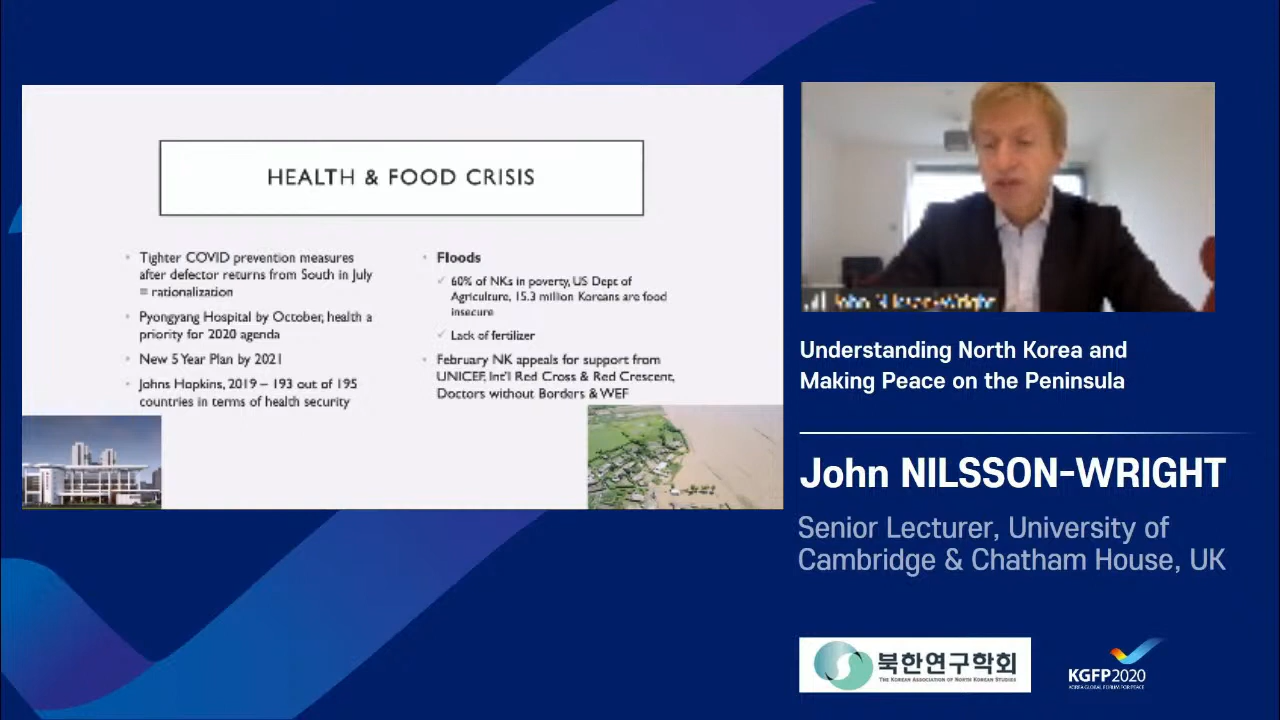 HEALTH & FOOD CRISIS
Tighter COVID prevention measures
after defector returns from South in July
= rationalization
Pyongyang Hospital by October, health a
priority for 2020 agenda
New 5 Year Plan by 2021
Johns Hopkins, 2019 – 193 out of 195
countries in terms of health security
Floods
60% of NKs in poverty, US Dept of
Agriculture, 15.3 million Koreans are food
insecure
Lack of fertilizer
February NK appeals for support from
UNICEF, Int'l Red Cross & Red Crescent,
Doctors without Borders & WEF
John Nilsson-Wright
Understanding North Korea and
Making Peace on the Peninsula
John NILSSON-WRIGHT
Senior Lecturer, University of
Cambridge & Chatham House, UK
북한연구학회
THE KOREAN ASSOCIATION OF NORTH KOREAN STUDIES
KGFP2020
KOREA GLOBAL FORUM FOR PEACE